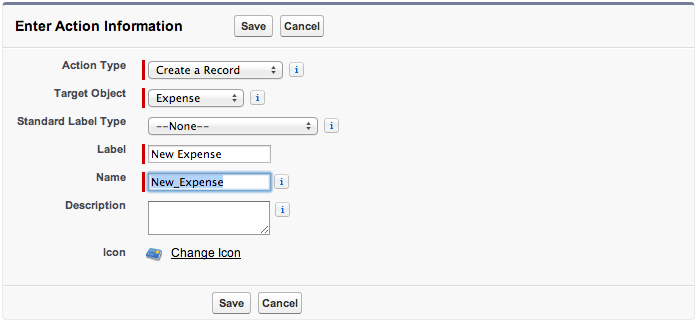 Enter Action Information Save Cancel
Action Type Create a Record i
Target Object Expense i
Standard Label Type --None-- i
Label New Expense
Name New_Expense i
Description i
Icon Change Icon
Save Cancel